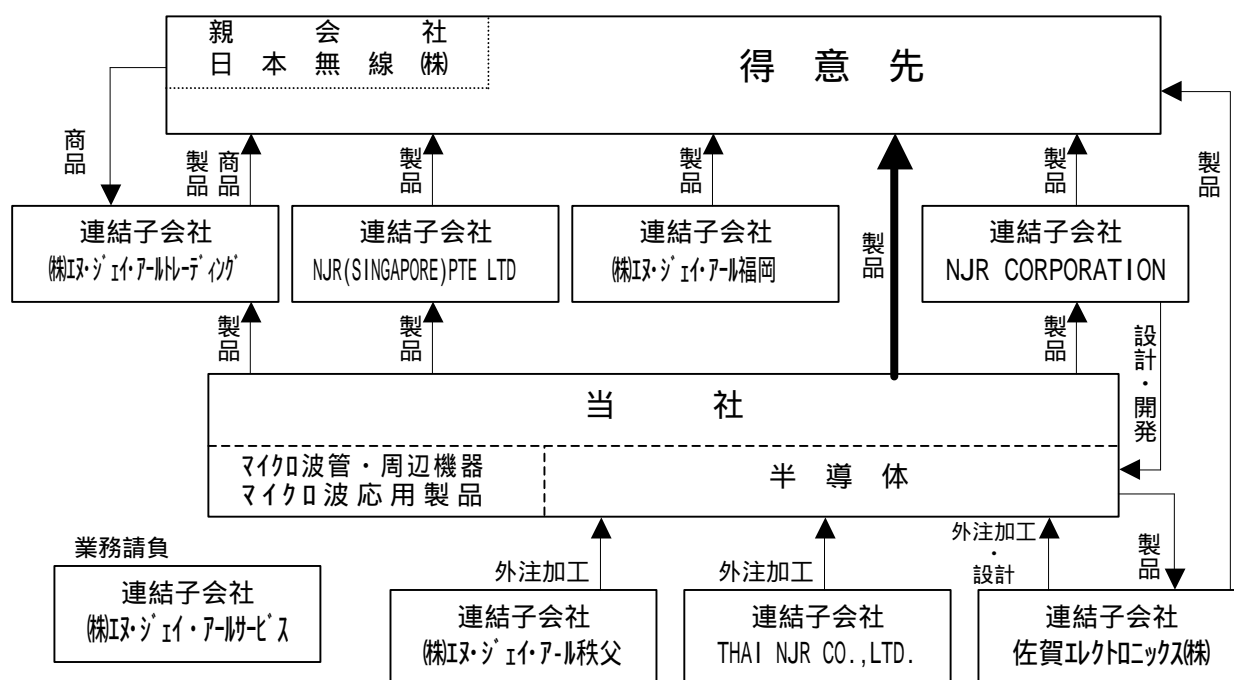 親会社
日本無線㈱
得意先
商品
製品
商品
製品
製品
製品
製品
製品
連結子会社
㈱ｴﾇ・ｼﾞｪｲ・ｱｰﾙﾄﾚｰﾃﾞｨﾝｸﾞ
連結子会社
NJR(SINGAPORE)PTE LTD
連結子会社
㈱ｴﾇ・ｼﾞｪｲ・ｱｰﾙ福岡
連結子会社
NJR CORPORATION
製品
製品
製品
設計・開発
当社
ﾏｲｸﾛ波管・周辺機器
マイクロ波応用製品
半導体
業務請負
連結子会社
㈱ｴﾇ・ｼﾞｪｲ・ｱｰﾙｻｰﾋﾞｽ
外注加工
連結子会社
㈱ｴﾇ・ｼﾞｪｲ・ｱｰﾙ秩父
外注加工
連結子会社
THAI NJR CO.,LTD.
外注加工
・
設計
製品
連結子会社
佐賀ｴﾚｸﾄﾛﾆｯｸｽ㈱